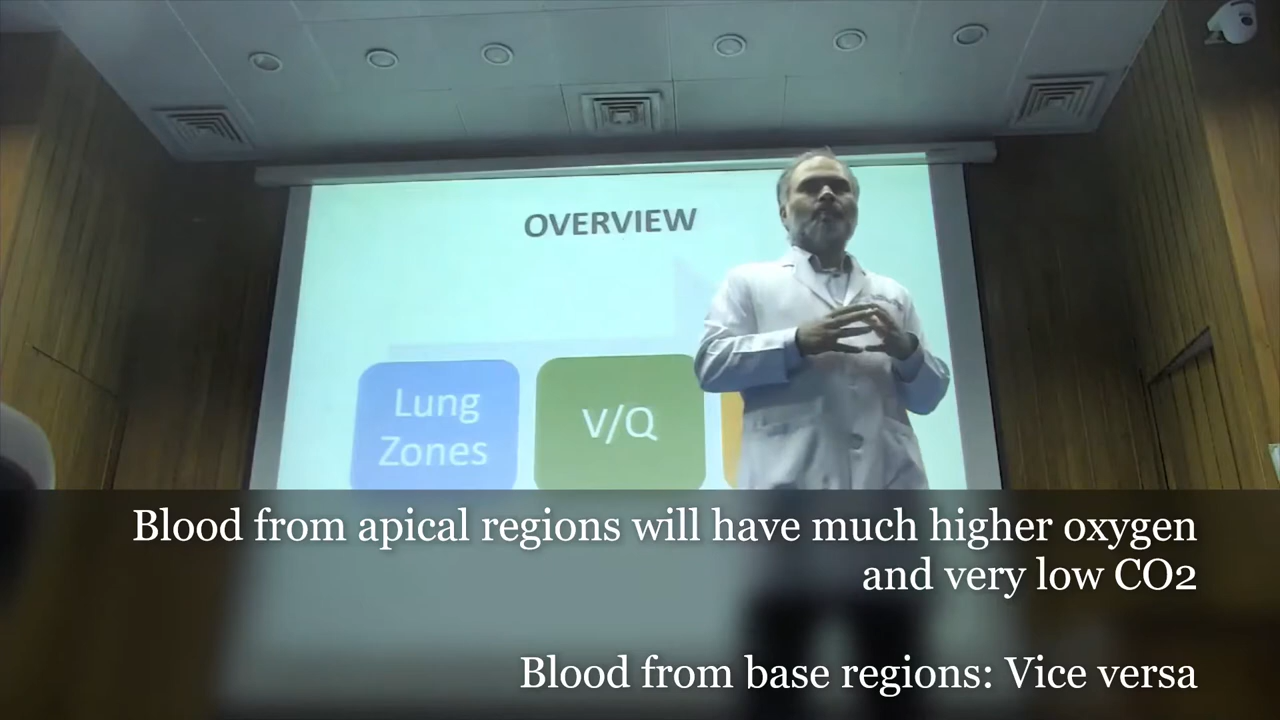 OVERVIEW
Lung
Zones
V/Q
Blood from apical regions will have much higher oxygen
and very low CO2
Blood from base regions: Vice versa